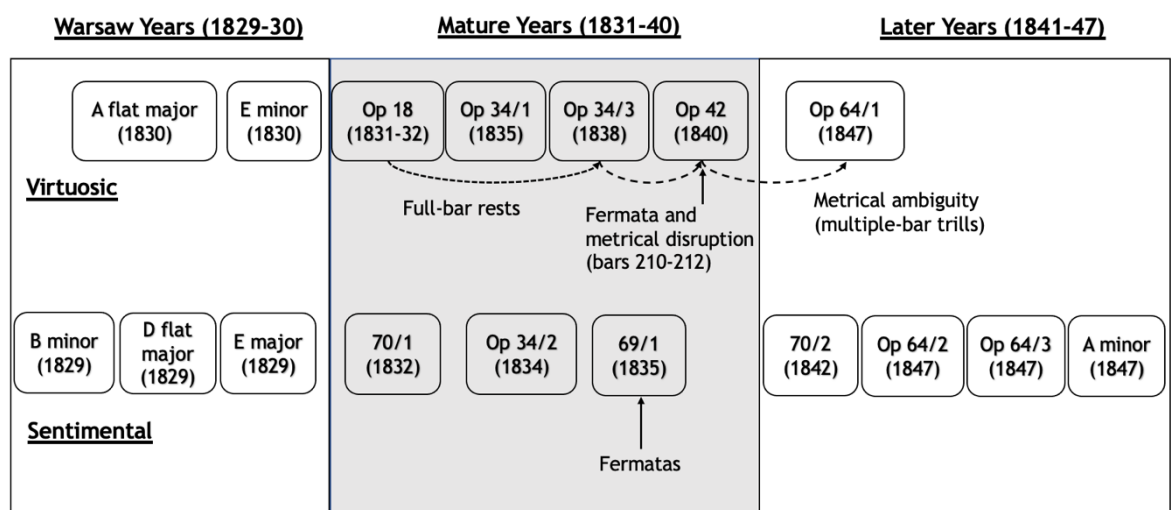 Warsaw Years (1829-30)
Mature Years (1831-40)
Later Years (1841-47)
A flat major
(1830)
E minor
(1830)
Op 18
(1831-32)
Op 34/1
(1835)
Op 34/3
(1838)
Op 42
(1840)
Op 64/1
(1847)
Virtuosic
Full-bar rests
Fermata and
metrical disruption
(bars 210-212)
Metrical ambiguity
(multiple-bar trills)
B minor
(1829)
D flat
major
(1829)
E major
(1829)
70/1
(1832)
Op 34/2
(1834)
69/1
(1835)
70/2
(1842)
Op 64/2
(1847)
Op 64/3
(1847)
A minor
(1847)
Sentimental
Fermatas